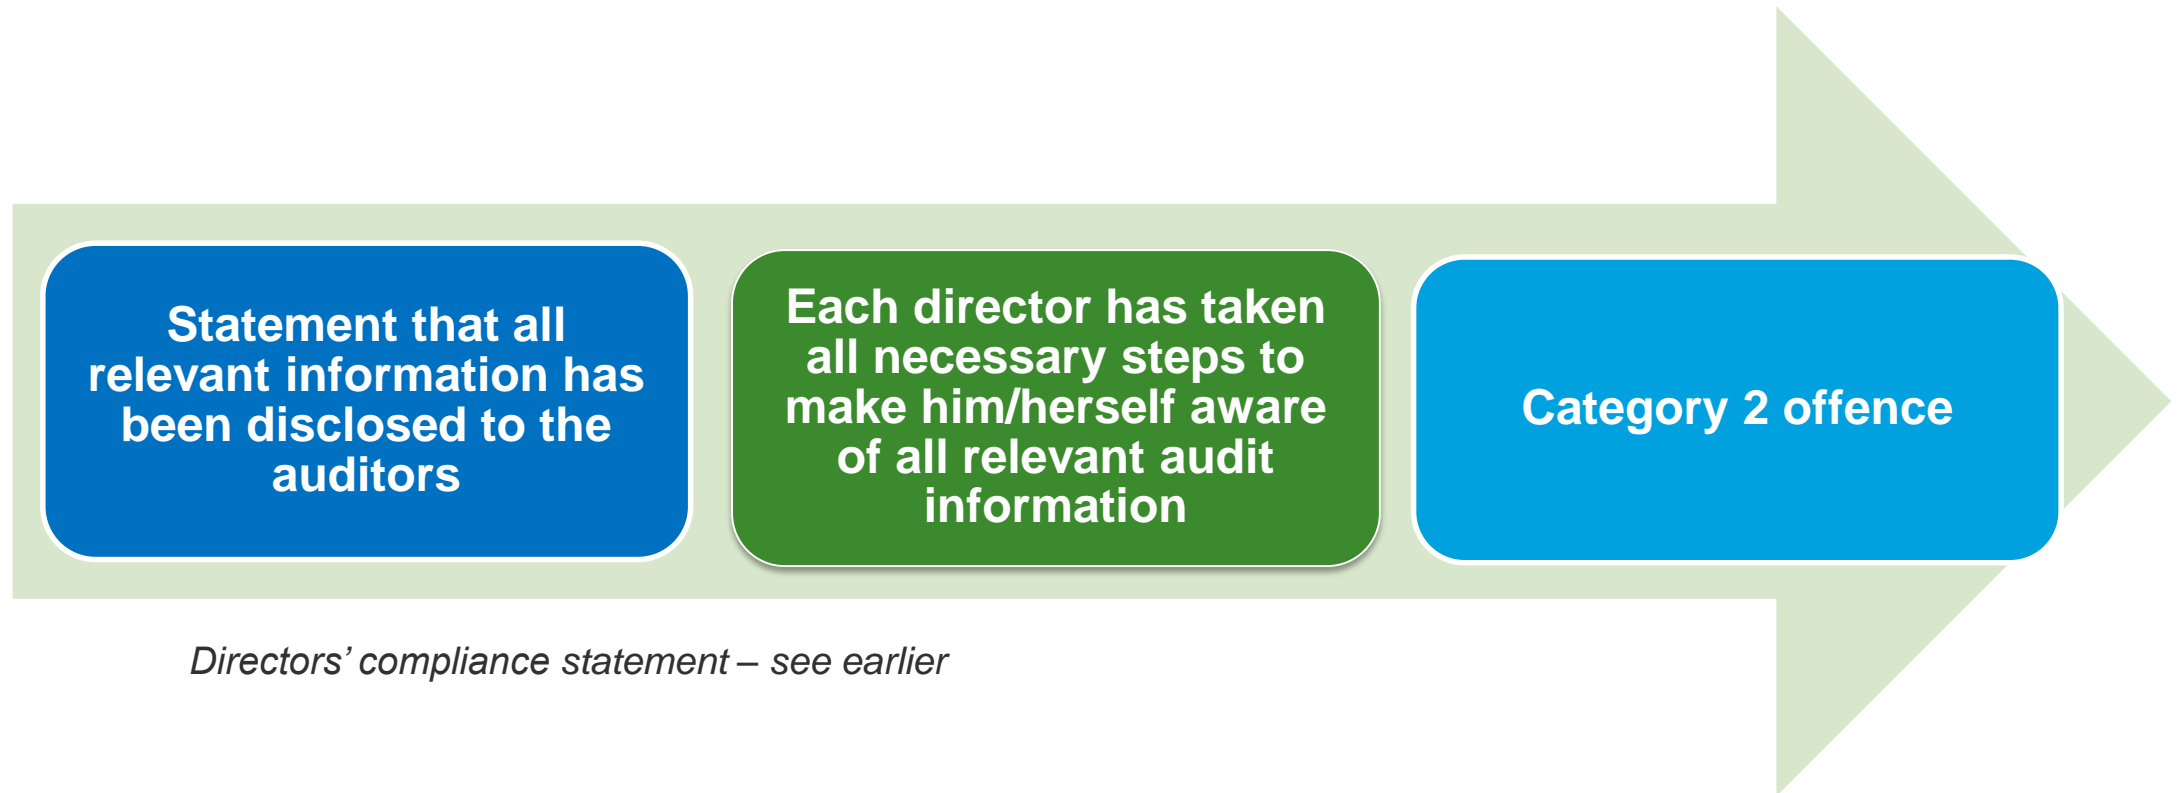 Statement that all
relevant information has
been disclosed to the
auditors
Each director has taken
all necessary steps to
make him/herself aware
of all relevant audit
information
Category 2 offence
Directors’ compliance statement – see earlier